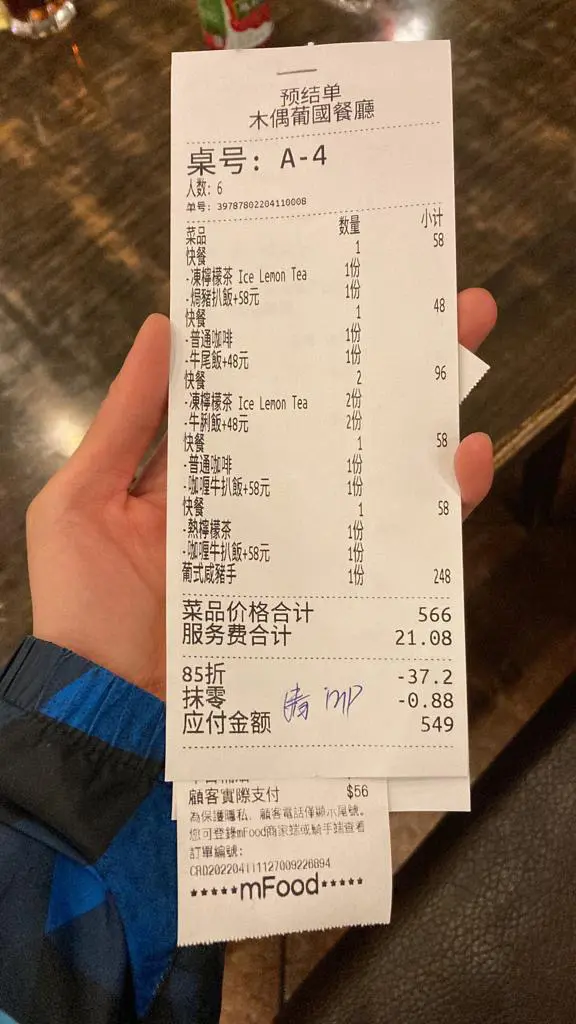 预结单
木偶葡國餐廳
桌号: A-4
人数: 6
单号: 39787802204110008
菜品 数量 小计
快餐 1 58
-凍檸檬茶 Ice Lemon Tea 1份
-焗豬扒飯+58元 1份
快餐 1 48
-普通咖啡 1份
-牛尾飯+48元 1份
快餐 2 96
-凍檸檬茶 Ice Lemon Tea 2份
-牛脷飯+48元 2份
快餐 1 58
-普通咖啡 1份
-咖喱牛扒飯+58元 1份
快餐 1 58
-熱檸檬茶 1份
-咖喱牛扒飯+58元 1份
葡式咸豬手 1份 248
菜品价格合计 566
服务费合计 21.08
85折 -37.2
抹零 -0.88
应付金额 549
顧客實際支付 $56
為保護隱私，顧客電話僅顯示尾號。
您可登錄mFood商家端或騎手端查看
訂單編號:
CRD20220411127009226894
*****mFood*****